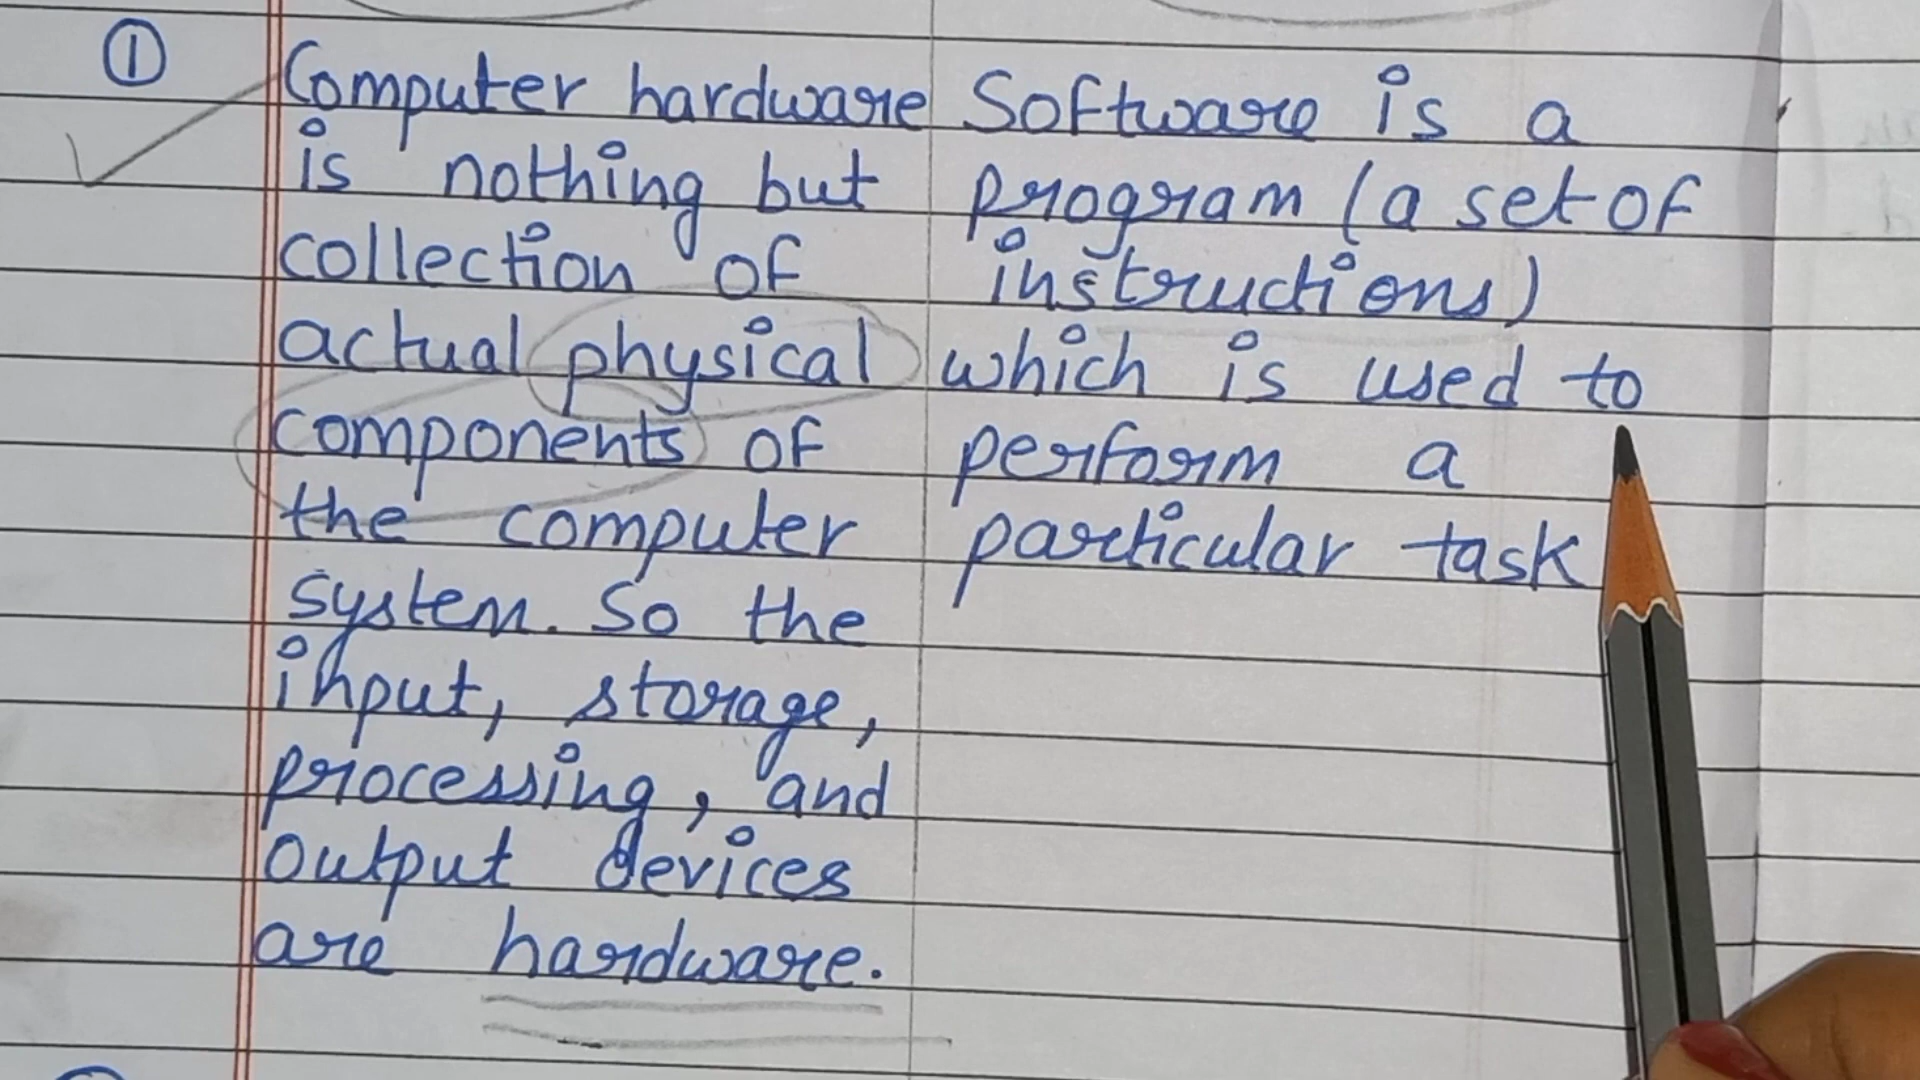 ①
Computer hardware
is nothing but
collection of
actual physical
components of
the computer
system. So the
input, storage,
processing, and
output devices
are hardware.
Software is a
program (a set of
instructions)
which is used to
perform a
particular task